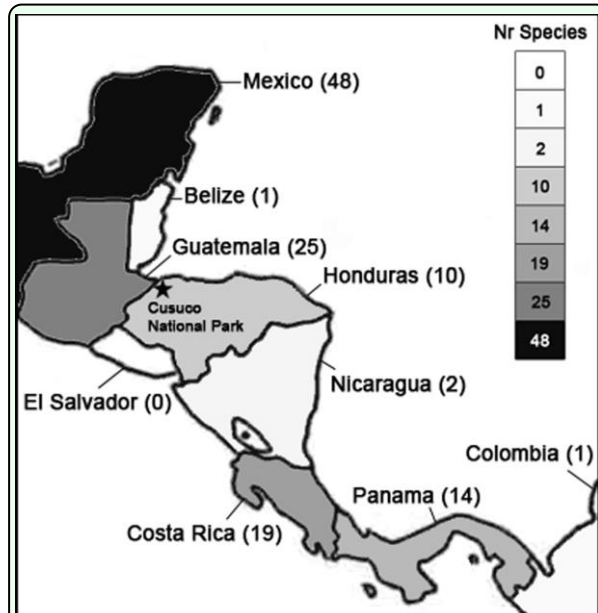 Nr Species
0
1
2
10
14
19
25
48
Mexico (48)
Belize (1)
Guatemala (25)
Honduras (10)
Cusuco
National Park
El Salvador (0)
Nicaragua (2)
Colombia (1)
Panama (14)
Costa Rica (19)